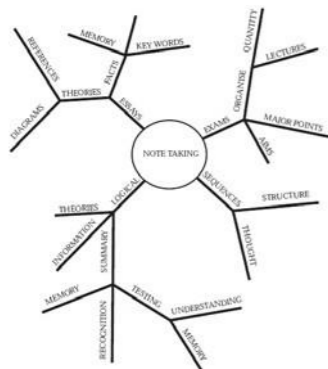 NOTE TAKING
ESSAYS
FACTS
MEMORY
KEY WORDS
THEORIES
REFERENCES
DIAGRAMS
EXAMS
ORGANISE
QUANTITY
LECTURES
MAJOR POINTS
AIMS
SEQUENCES
STRUCTURE
THOUGHT
LOGICAL
THEORIES
INFORMATION
SUMMARY
MEMORY
RECOGNITION
TESTING
UNDERSTANDING
MEMORY